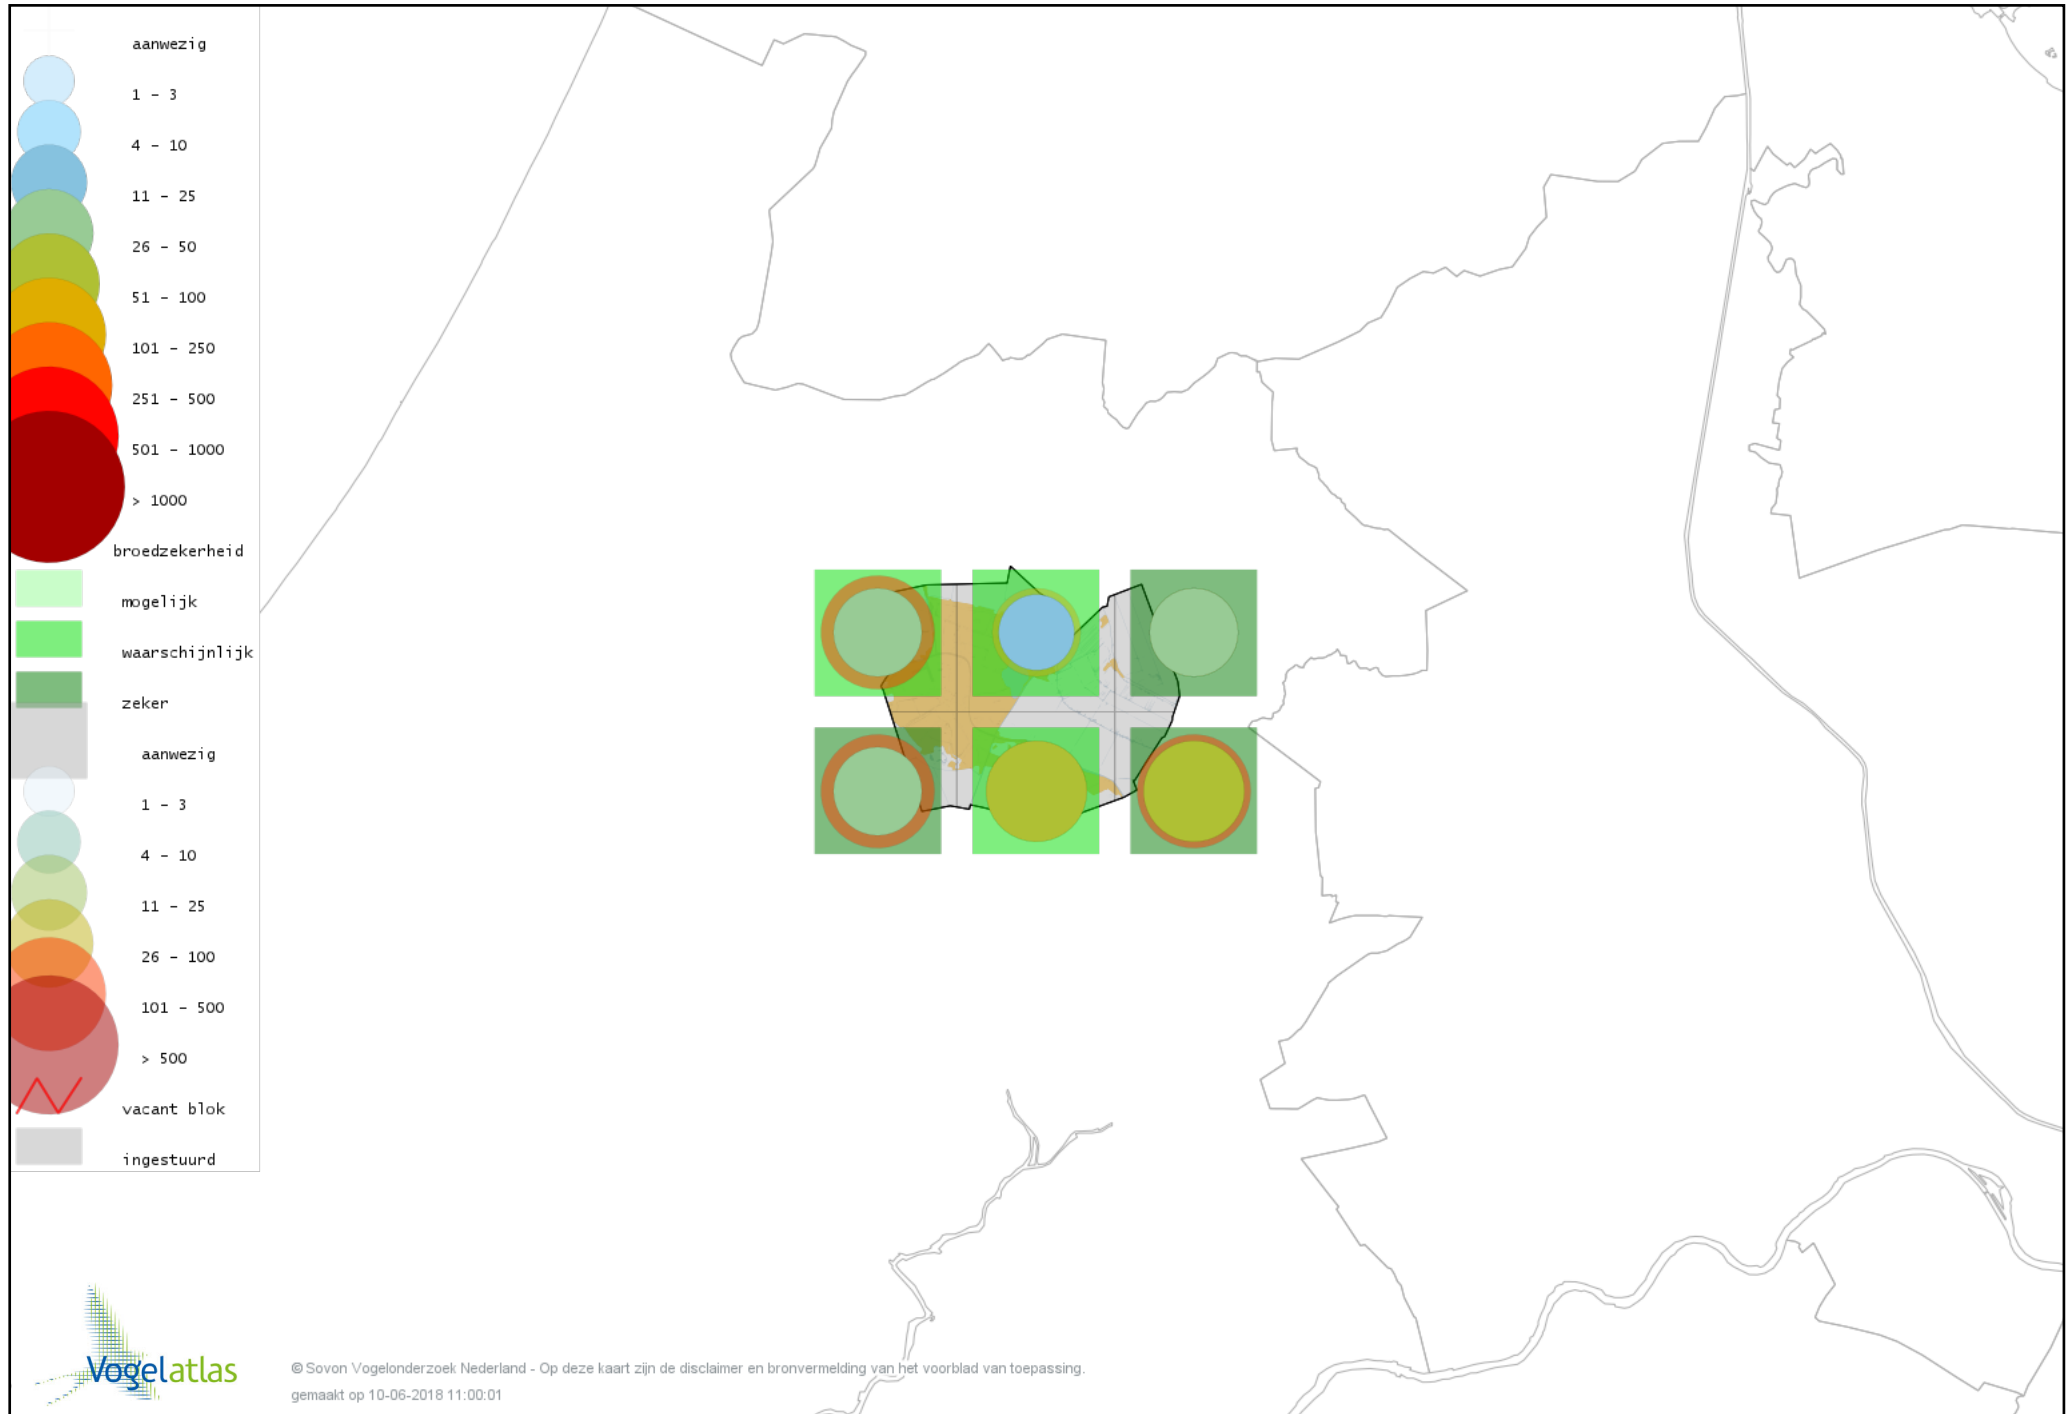 aanwezig
1 - 3
4 - 10
11 - 25
26 - 50
51 - 100
101 - 250
251 - 500
501 - 1000
> 1000
broedzekerheid
mogelijk
waarschijnlijk
zeker
aanwezig
1 - 3
4 - 10
11 - 25
26 - 100
101 - 500
> 500
vacant blok
ingestuurd
Vogelatlas
© Sovon Vogelonderzoek Nederland - Op deze kaart zijn de disclaimer en bronvermelding van het voorblad van toepassing.
gemaakt op 10-06-2018 11:00:01